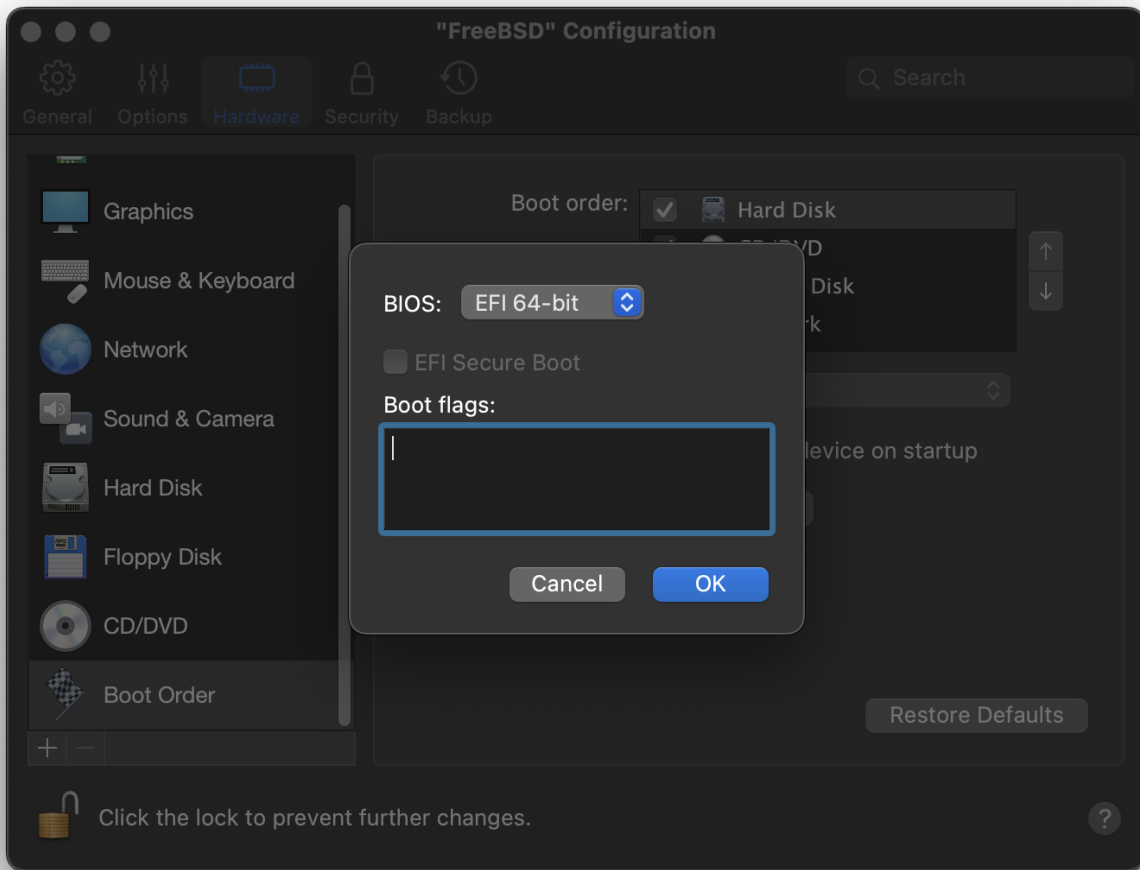 "FreeBSD" Configuration
General Options Hardware Security Backup
Search
Graphics
Mouse & Keyboard
Network
Sound & Camera
Hard Disk
Floppy Disk
CD/DVD
Boot Order
Boot order:
Hard Disk
CD/DVD
Disk
BIOS: EFI 64-bit
EFI Secure Boot
Boot flags:
Cancel OK
device on startup
Restore Defaults
Click the lock to prevent further changes.
?